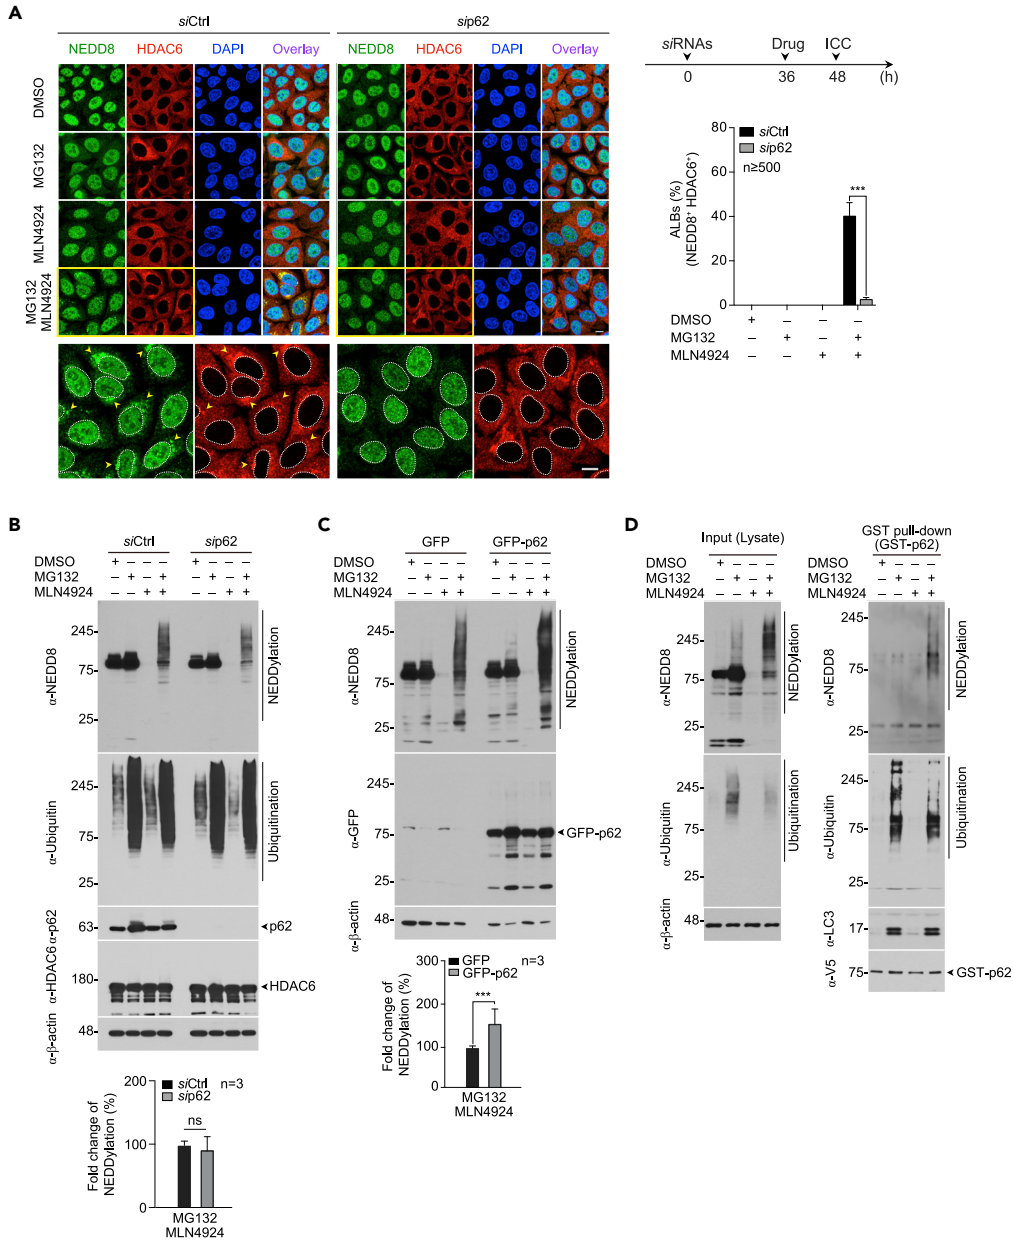 A
siCtrl
sip62
NEDD8 HDAC6 DAPI Overlay NEDD8 HDAC6 DAPI Overlay
DMSO
MG132
MLN4924
MG132
MLN4924
siRNAs Drug ICC
0 36 48 (h)
80
60
40
20
0
ALBs (%)
(NEDD8+ HDAC6+)
siCtrl
sip62
n≥500
***
DMSO + − − −
MG132 − + − +
MLN4924 − − + +
B
siCtrl sip62
DMSO + − − − + − − −
MG132 − + − + − + − +
MLN4924 − − + + − − + +
α-NEDD8
245
75
25
NEDDylation
α-Ubiquitin
245
75
25
Ubiquitination
α-p62
63
p62
α-HDAC6
180
HDAC6
α-β-actin
48
Fold change of
NEDDylation (%)
200
100
0
siCtrl n=3
sip62
ns
MG132
MLN4924
C
GFP GFP-p62
DMSO + − − − + − − −
MG132 − + − + − + − +
MLN4924 − − + + − − + +
α-NEDD8
245
75
25
NEDDylation
α-GFP
245
75
25
GFP-p62
α-β-actin
48
Fold change of
NEDDylation (%)
300
200
100
0
GFP n=3
GFP-p62
***
MG132
MLN4924
D
Input (Lysate)
GST pull-down
(GST-p62)
DMSO + − − −
MG132 − + − +
MLN4924 − − + +
α-NEDD8
245
75
25
NEDDylation
α-Ubiquitin
245
75
25
Ubiquitination
α-β-actin
48
DMSO + − − −
MG132 − + − +
MLN4924 − − + +
α-NEDD8
245
75
25
NEDDylation
α-Ubiquitin
245
75
25
Ubiquitination
α-LC3
17
α-V5
75
GST-p62